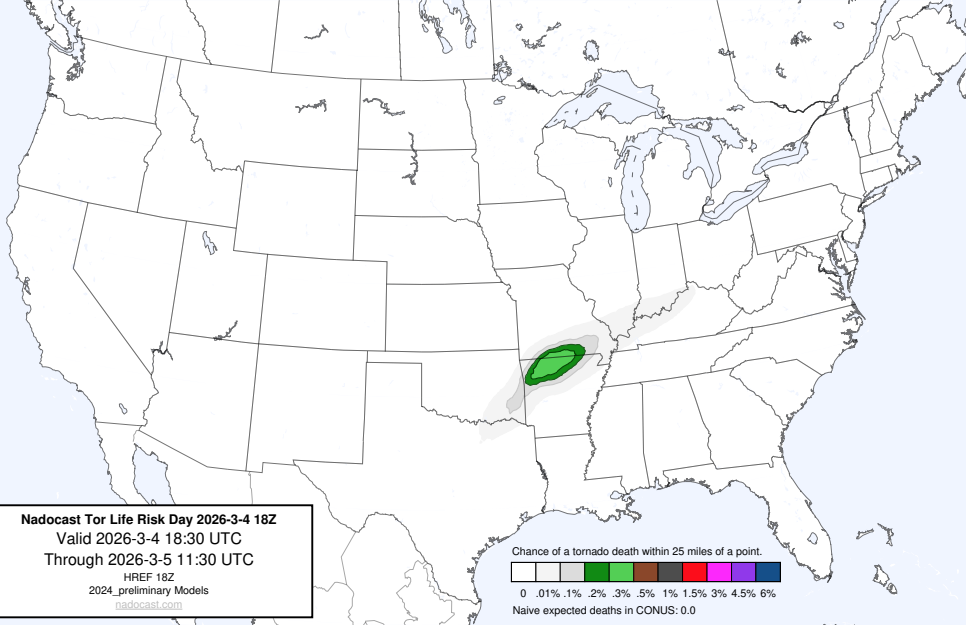 Nadocast Tor Life Risk Day 2026-3-4 18Z
Valid 2026-3-4 18:30 UTC
Through 2026-3-5 11:30 UTC
HREF 18Z
2024_preliminary Models
nadocast.com
Chance of a tornado death within 25 miles of a point.
0 .01% .1% .2% .3% .5% 1% 1.5% 3% 4.5% 6%
Naive expected deaths in CONUS: 0.0